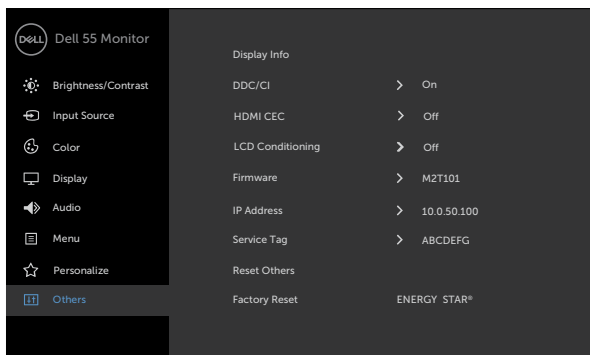 DELL Dell 55 Monitor
Brightness/Contrast
Input Source
Color
Display
Audio
Menu
Personalize
Others
Display Info
DDC/CI > On
HDMI CEC > Off
LCD Conditioning > Off
Firmware > M2T101
IP Address > 10.0.50.100
Service Tag > ABCDEFG
Reset Others
Factory Reset ENERGY STAR®